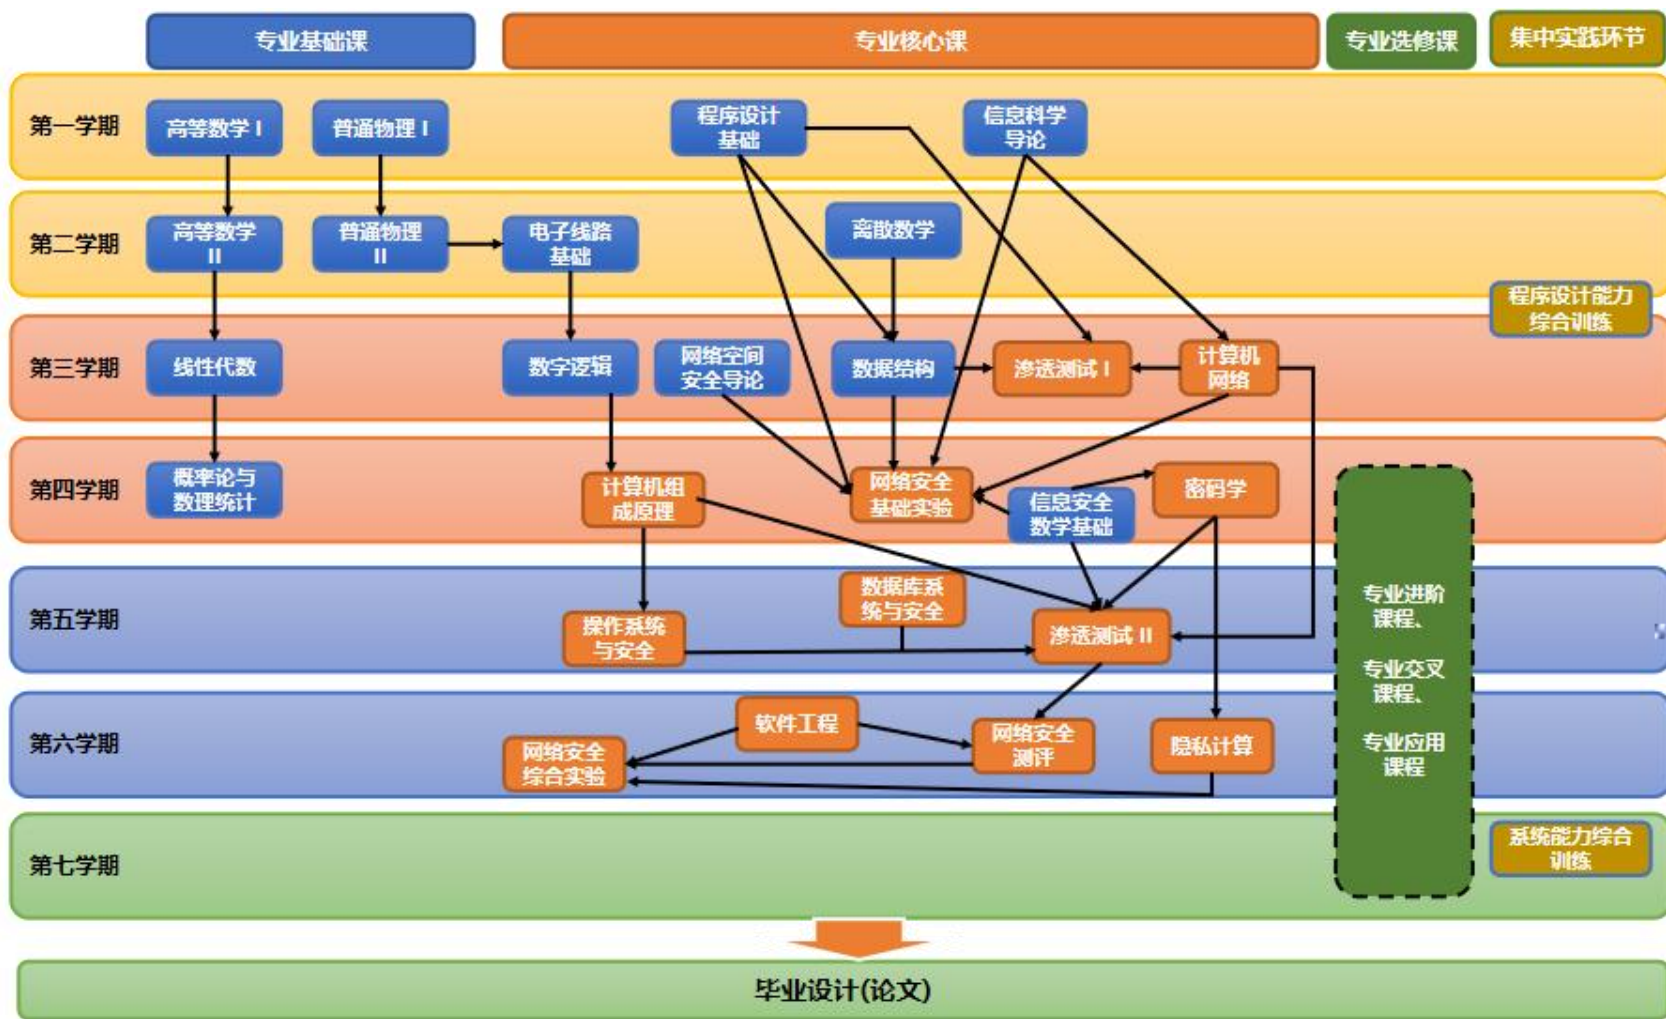 专业基础课
专业核心课
专业选修课
集中实践环节
第一学期
高等数学 I
普通物理 I
程序设计
基础
信息科学
导论
第二学期
高等数学
II
普通物理
II
电子线路
基础
离散数学
程序设计能力
综合训练
第三学期
线性代数
数字逻辑
网络空间
安全导论
数据结构
渗透测试 I
计算机
网络
第四学期
概率论与
数理统计
计算机组
成原理
网络安全
基础实验
信息安全
数学基础
密码学
第五学期
操作系统
与安全
数据库系
统与安全
渗透测试 II
专业进阶
课程、
专业交叉
课程、
专业应用
课程
第六学期
网络安全
综合实验
软件工程
网络安全
测评
隐私计算
第七学期
系统能力综合
训练
毕业设计(论文)